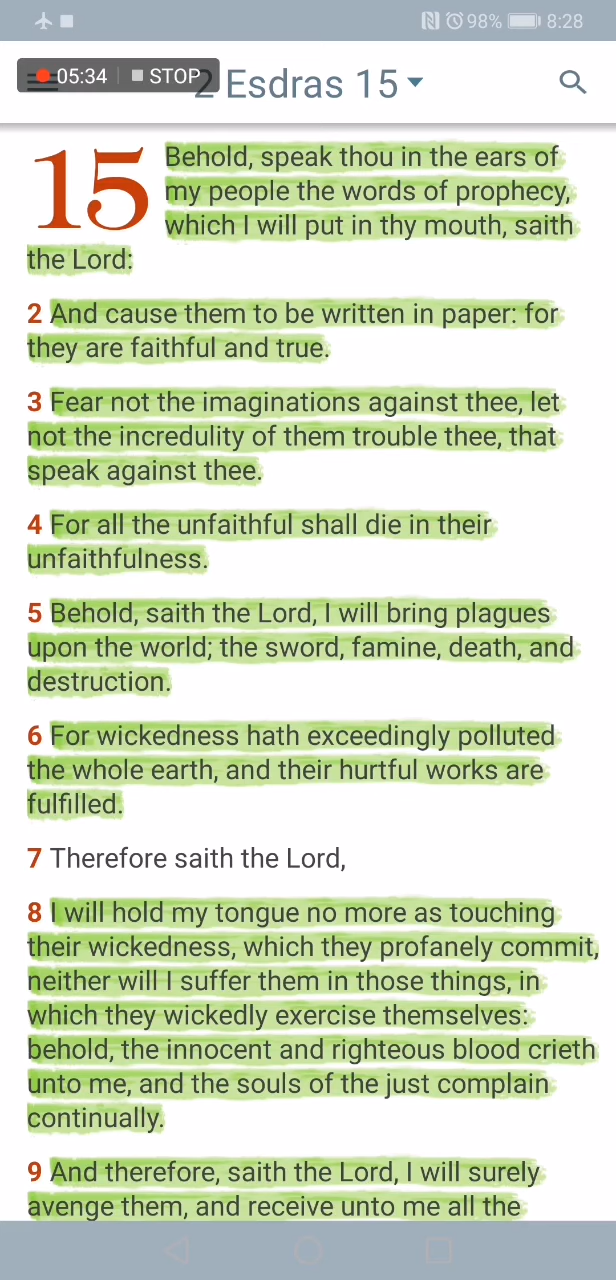 98% 8:28
05:34 STOP 2 Esdras 15
15 Behold, speak thou in the ears of
my people the words of prophecy,
which I will put in thy mouth, saith
the Lord:
2 And cause them to be written in paper: for
they are faithful and true.
3 Fear not the imaginations against thee, let
not the incredulity of them trouble thee, that
speak against thee.
4 For all the unfaithful shall die in their
unfaithfulness.
5 Behold, saith the Lord, I will bring plagues
upon the world; the sword, famine, death, and
destruction.
6 For wickedness hath exceedingly polluted
the whole earth, and their hurtful works are
fulfilled.
7 Therefore saith the Lord,
8 I will hold my tongue no more as touching
their wickedness, which they profanely commit,
neither will I suffer them in those things, in
which they wickedly exercise themselves:
behold, the innocent and righteous blood crieth
unto me, and the souls of the just complain
continually.
9 And therefore, saith the Lord, I will surely
avenge them, and receive unto me all the